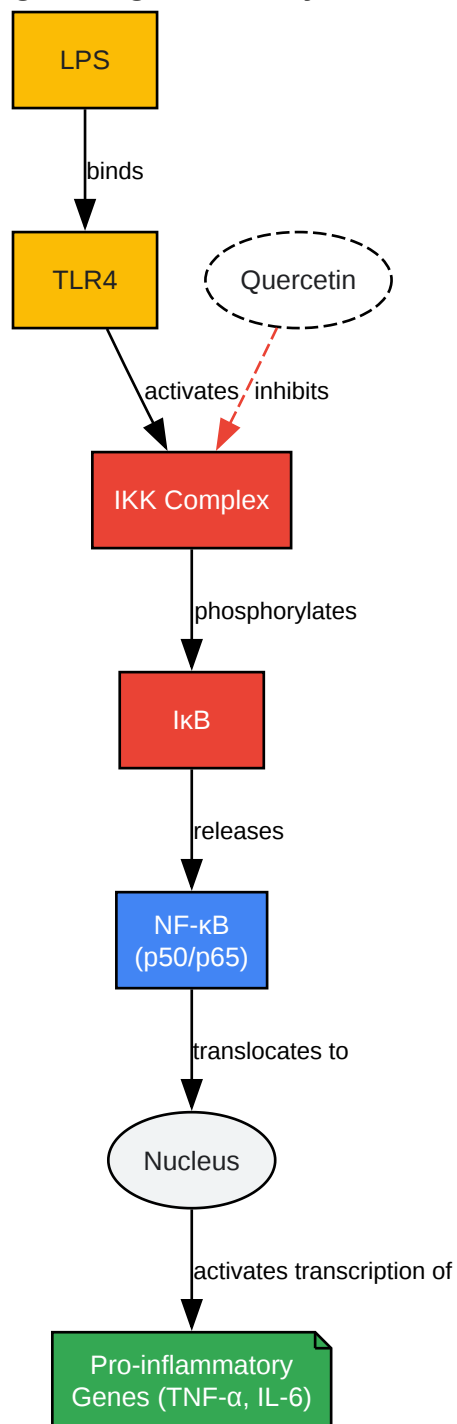 LPS
binds
TLR4
Quercetin
activates
inhibits
IKK Complex
phosphorylates
IκB
releases
NF-κB
(p50/p65)
translocates to
Nucleus
activates transcription of
Pro-inflammatory
Genes (TNF-α, IL-6)